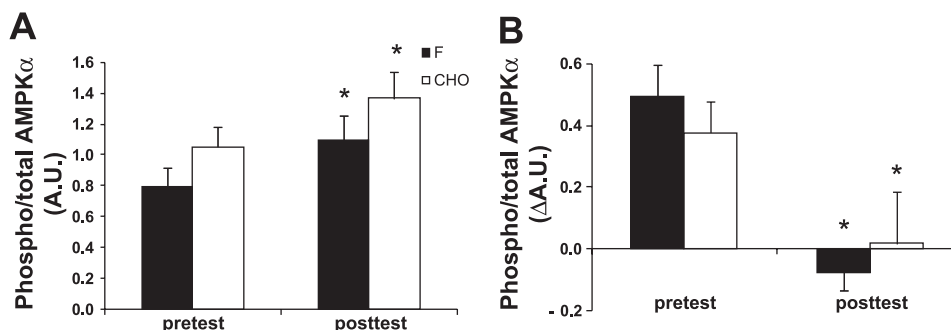 A
Phospho/total AMPKα
(A.U.)
1.6
1.4
1.2
1.0
0.8
0.6
0.4
0.2
0.0
*
*
F
CHO
pretest
posttest
B
Phospho/total AMPKα
(ΔA.U.)
0.6
0.4
0.2
0.0
- 0.2
*
*
pretest
posttest